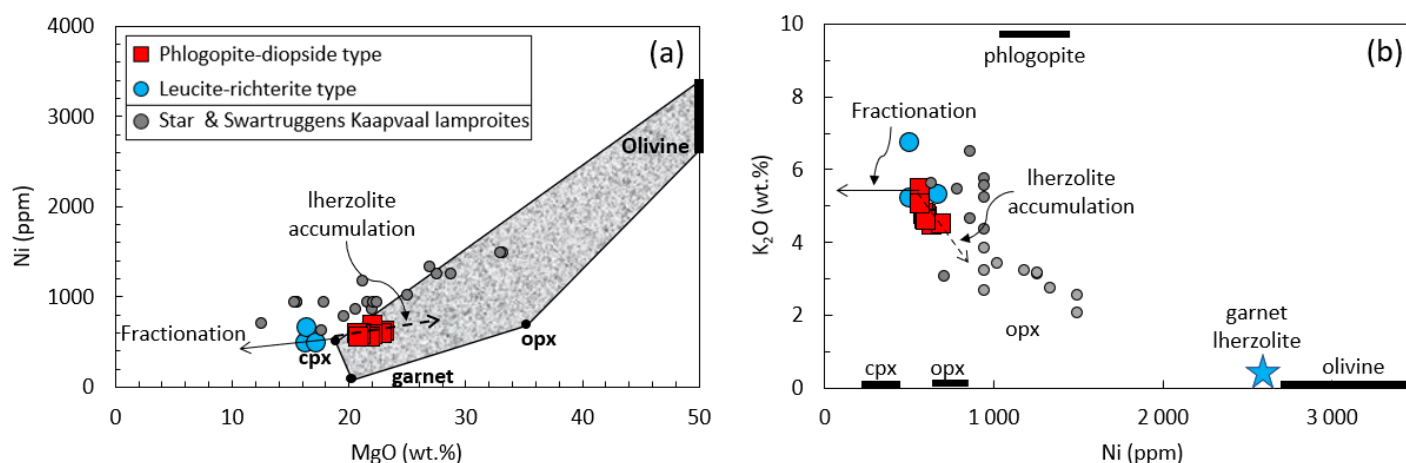 4000
3000
2000
1000
0
Ni (ppm)
(a)
Phlogopite-diopside type
Leucite-richterite type
Star & Swartruggens Kaapvaal lamproites
Olivine
lherzolite
accumulation
Fractionation
cpx
opx
garnet
0
10
20
30
40
50
MgO (wt.%)
10
8
6
4
2
0
K2O (wt.%)
(b)
phlogopite
Fractionation
lherzolite
accumulation
opx
garnet
lherzolite
cpx
opx
olivine
0
1 000
2 000
3 000
Ni (ppm)